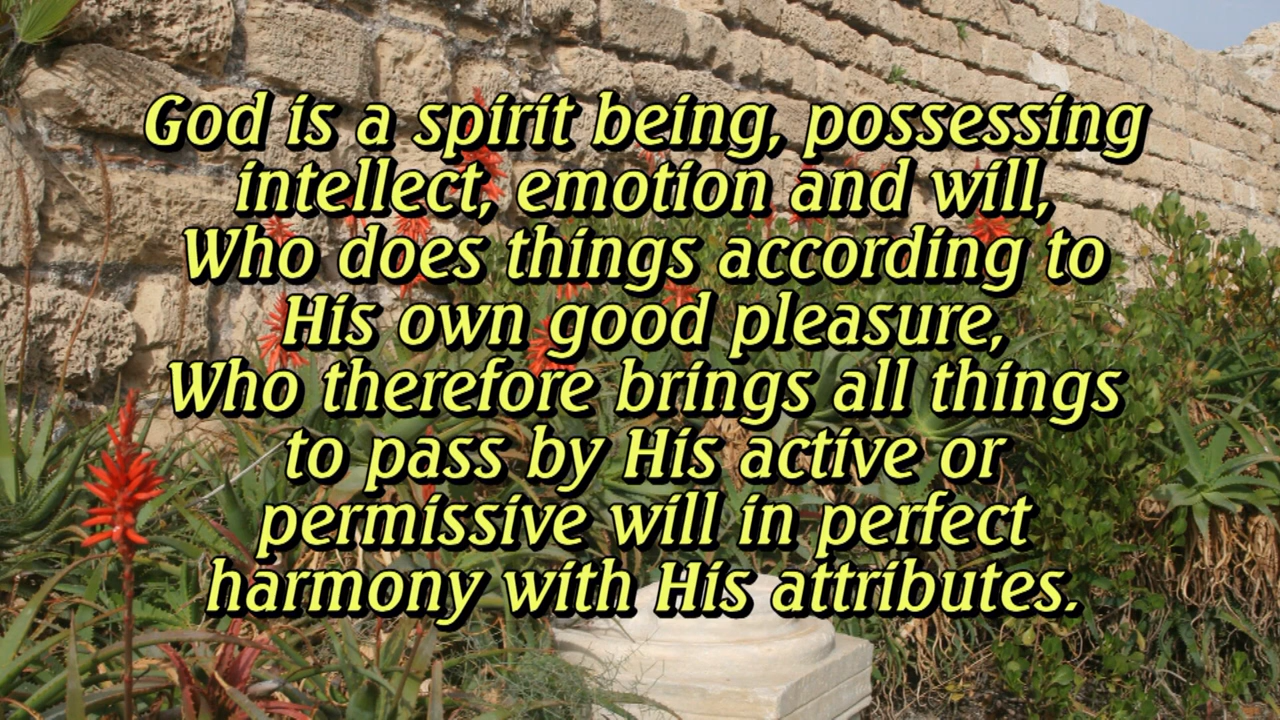 God is a spirit being, possessing
intellect, emotion and will,
Who does things according to
His own good pleasure,
Who therefore brings all things
to pass by His active or
permissive will in perfect
harmony with His attributes.